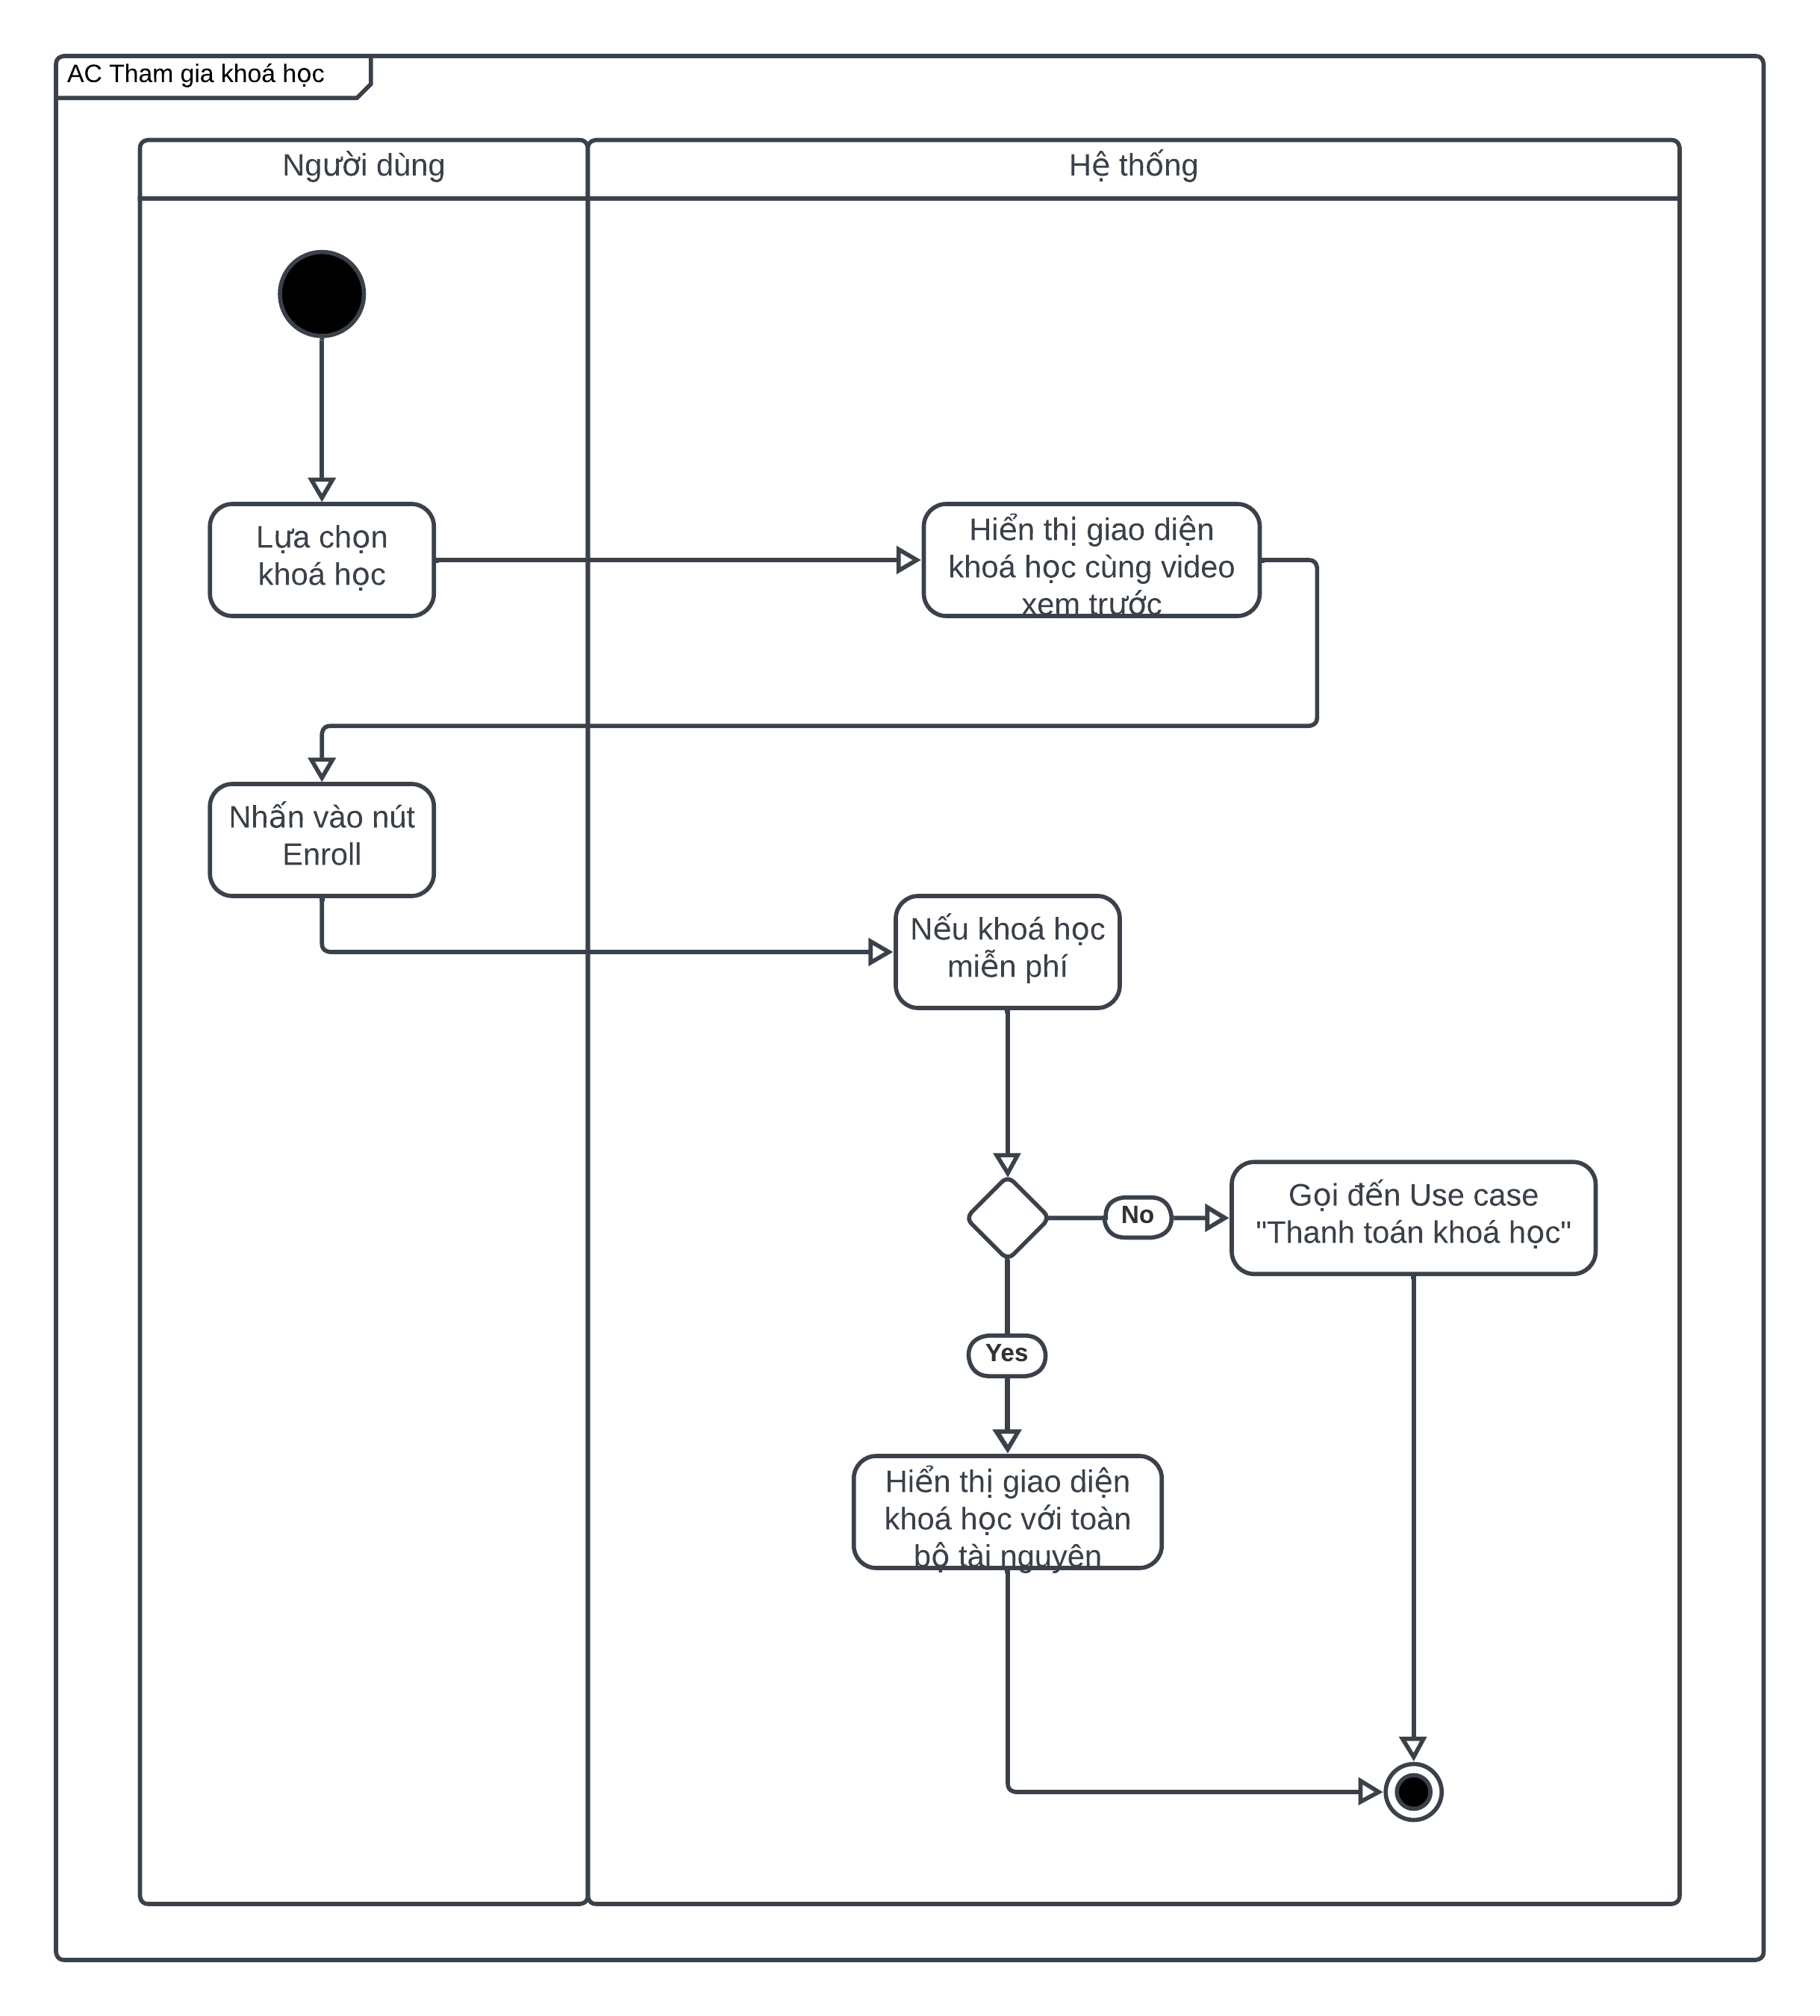 AC Tham gia khoá học
Người dùng
Hệ thống
Lựa chọn
khoá học
Hiển thị giao diện
khoá học cùng video
xem trước
Nhấn vào nút
Enroll
Nếu khoá học
miễn phí
No
Gọi đến Use case
"Thanh toán khoá học"
Yes
Hiển thị giao diện
khoá học với toàn
bộ tài nguyên